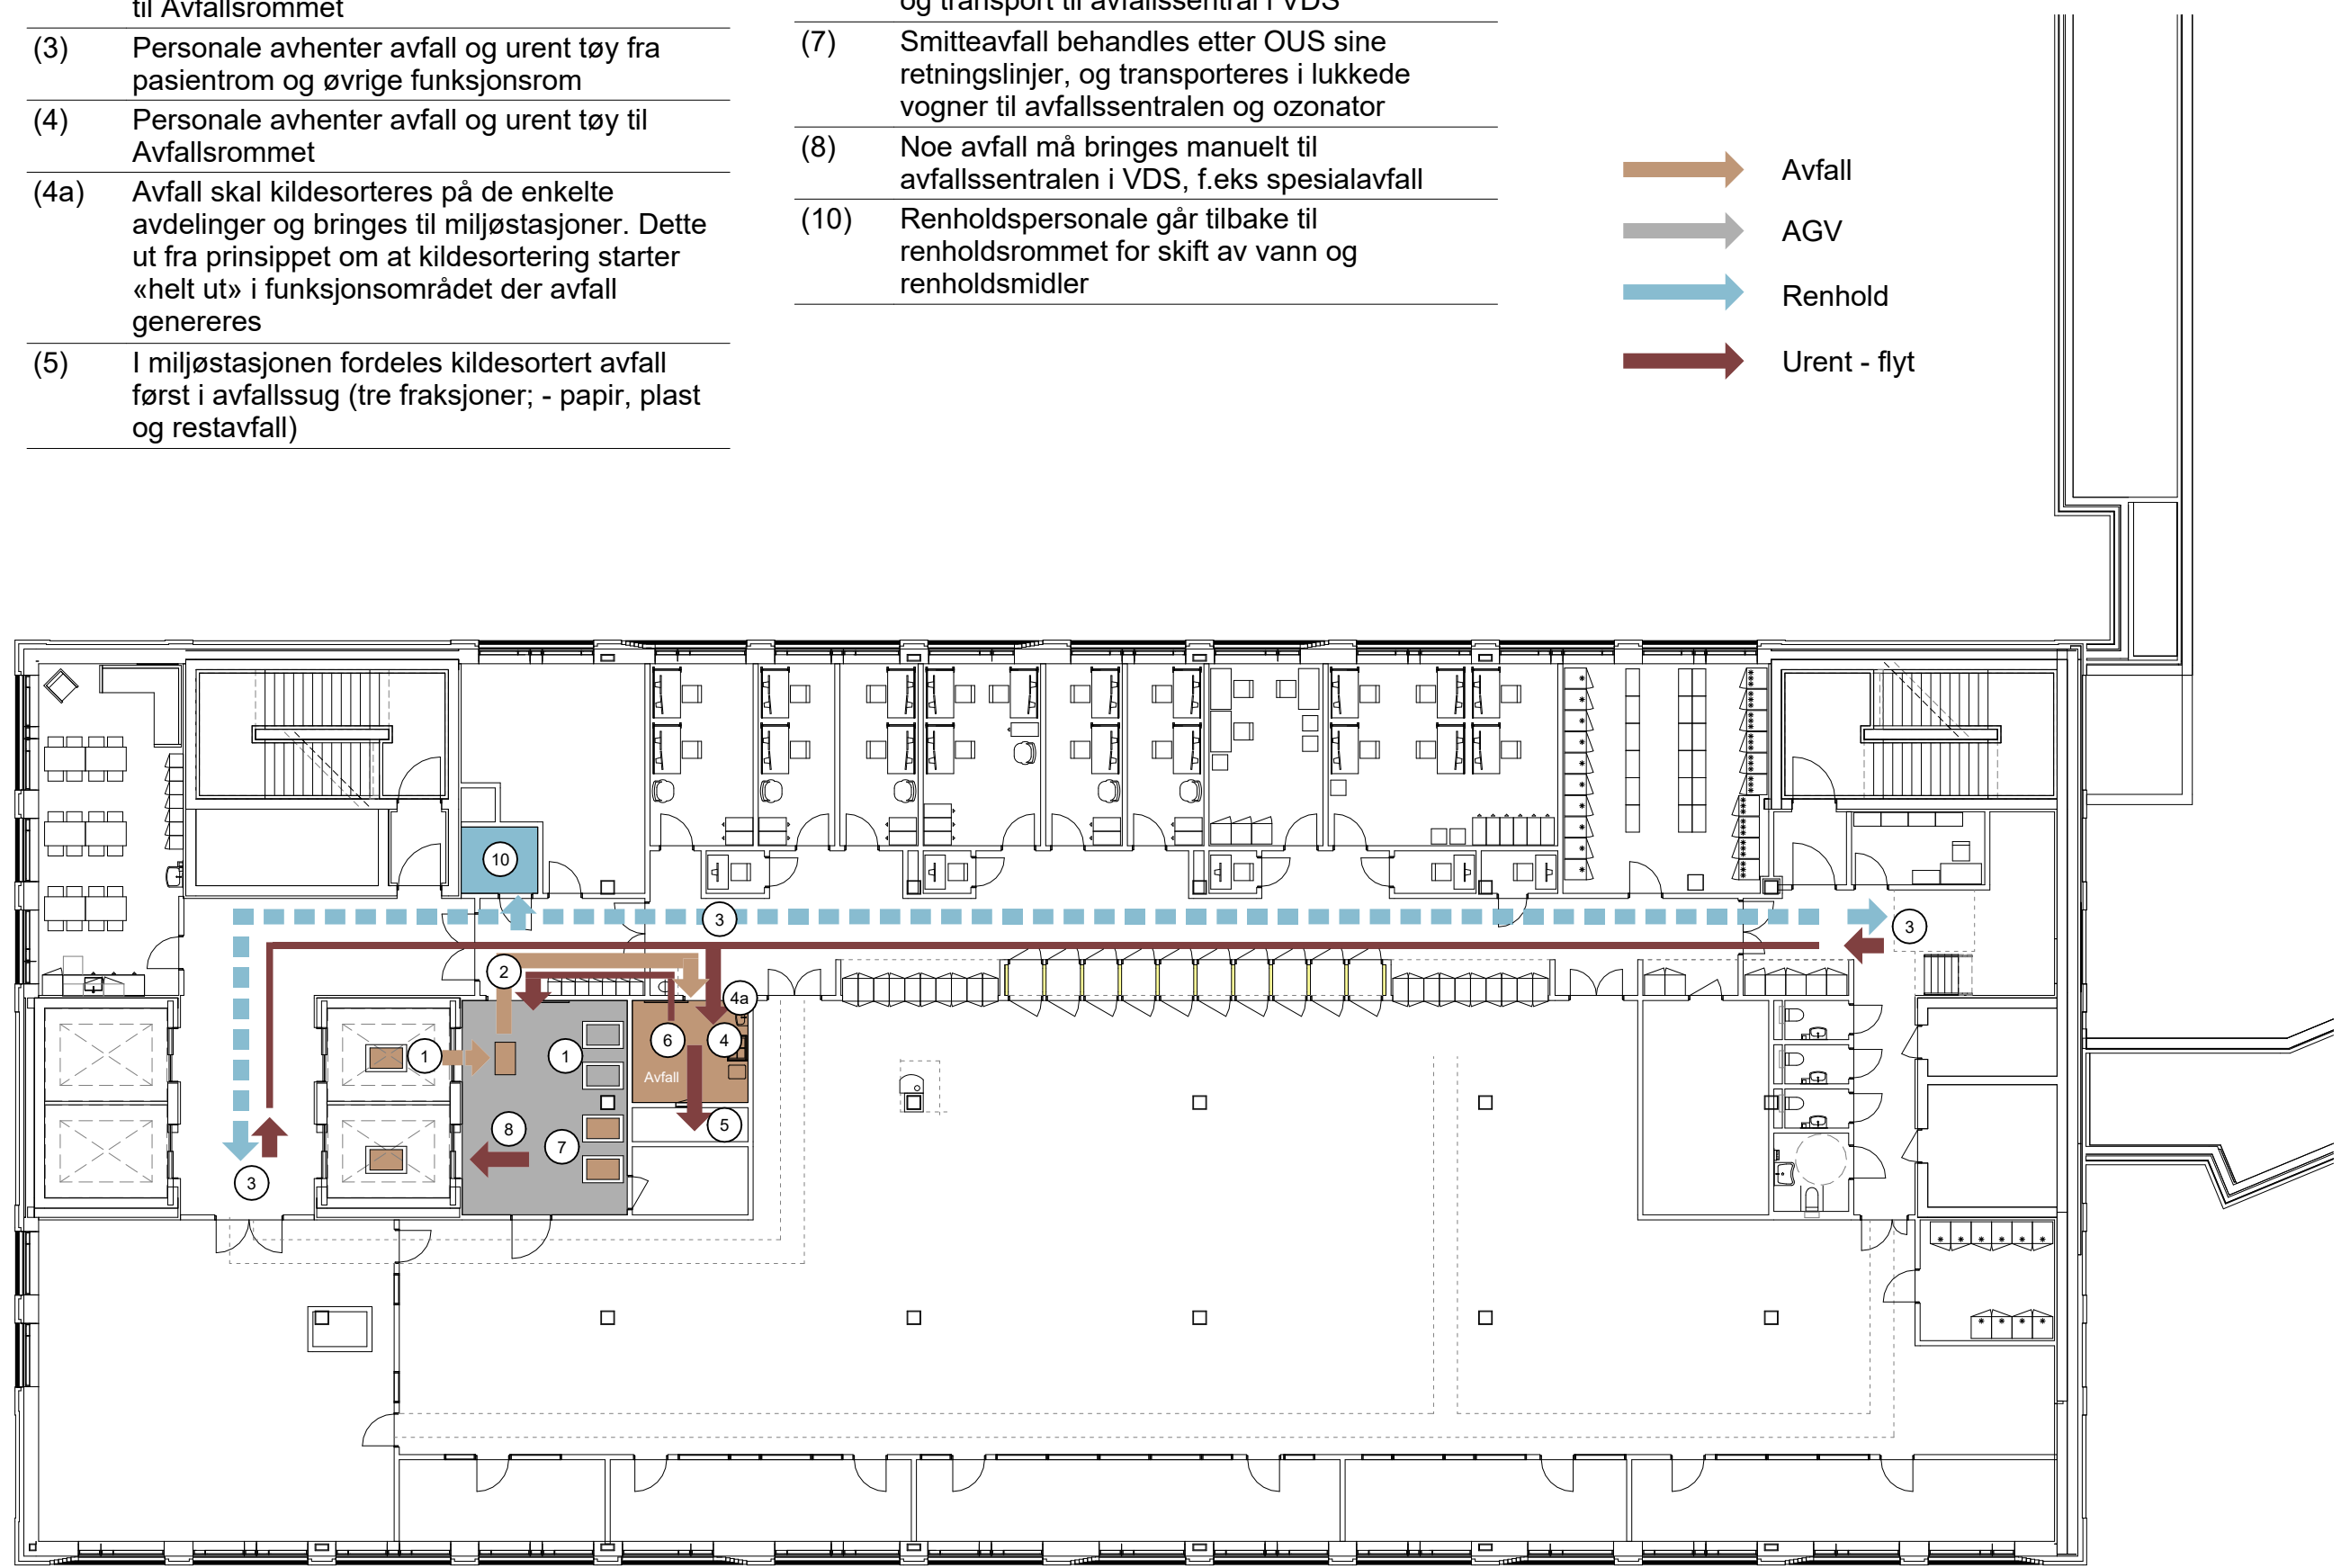 til Avfallsrommet
(3) Personale avhenter avfall og urent tøy fra
pasientrom og øvrige funksjonsrom
(4) Personale avhenter avfall og urent tøy til
Avfallsrommet
(4a) Avfall skal kildesorteres på de enkelte
avdelinger og bringes til miljøstasjoner. Dette
ut fra prinsippet om at kildesortering starter
«helt ut» i funksjonsområdet der avfall
genereres
(5) I miljøstasjonen fordeles kildesortert avfall
først i avfallssug (tre fraksjoner; - papir, plast
og restavfall)
og transport til avfallssentral i VDS
(7) Smitteavfall behandles etter OUS sine
retningslinjer, og transporteres i lukkede
vogner til avfallssentralen og ozonator
(8) Noe avfall må bringes manuelt til
avfallssentralen i VDS, f.eks spesialavfall
(10) Renholdspersonale går tilbake til
renholdsrommet for skift av vann og
renholdsmidler
Avfall
AGV
Renhold
Urent - flyt
10
3
3
2
4a
1
1
6
4
Avfall
5
8
7
3